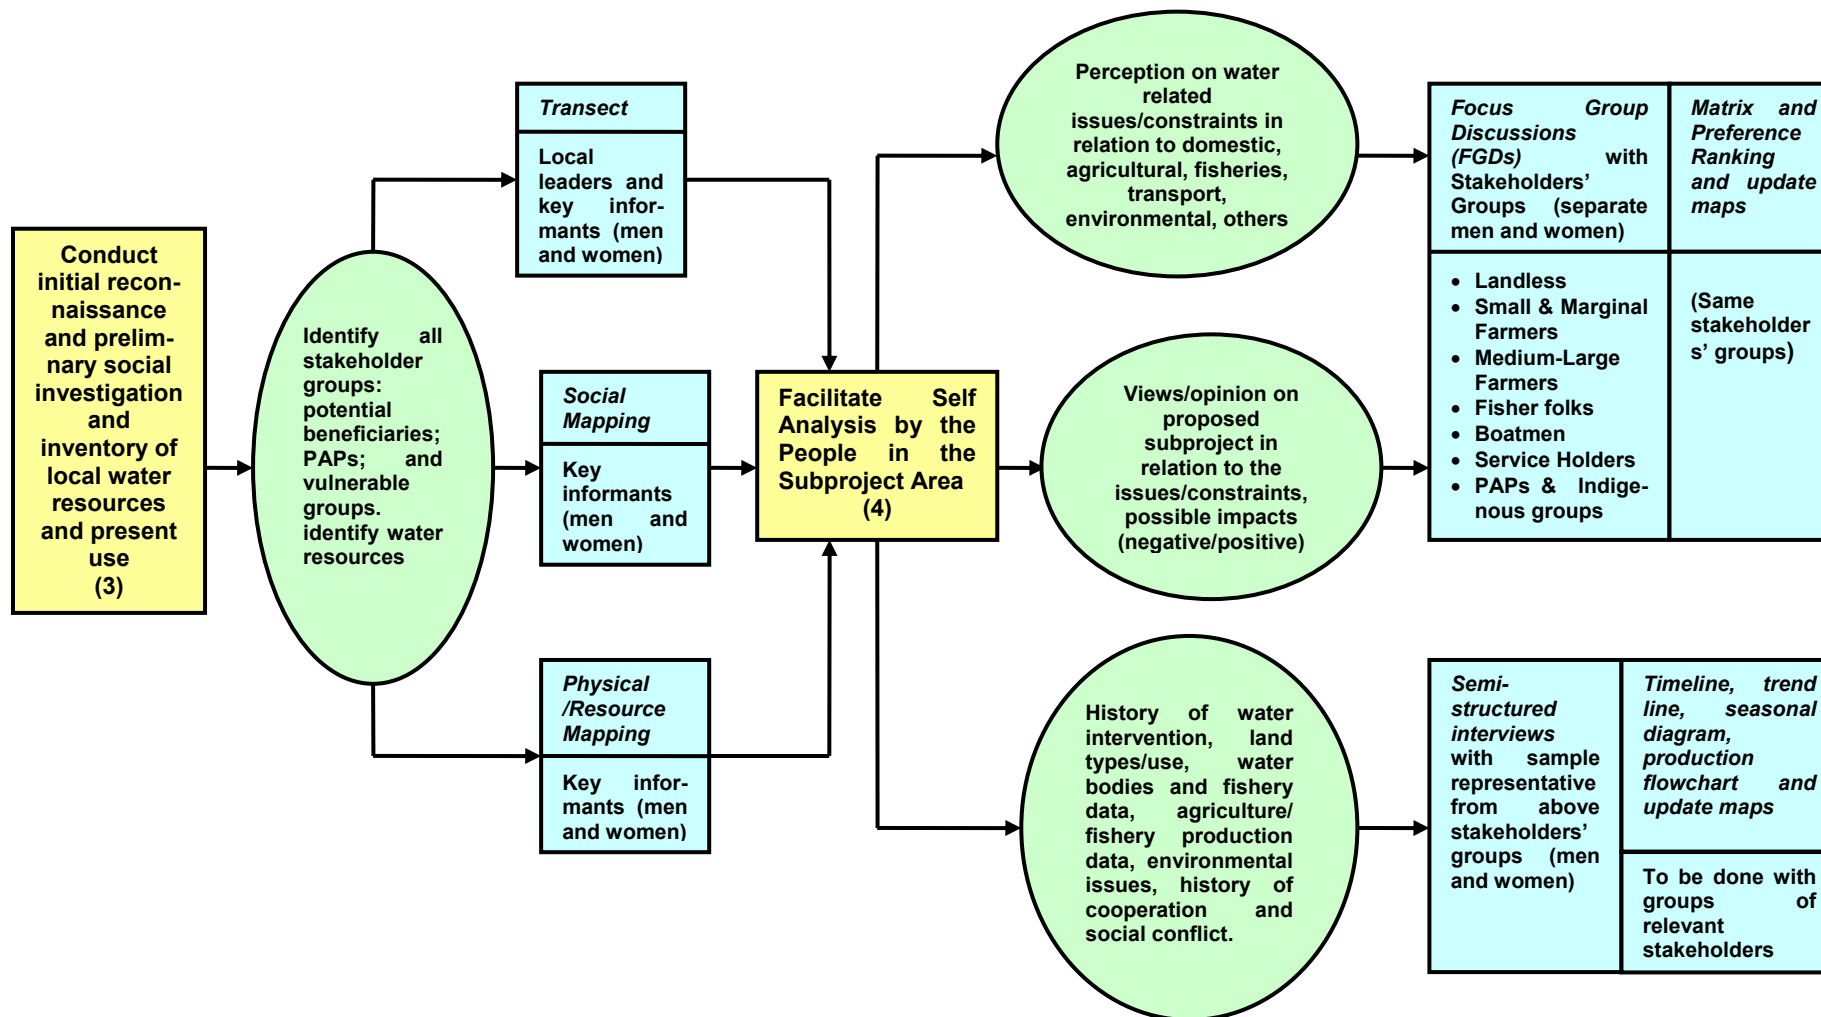 Conduct
initial recon-
naissance
and prelim-
nary social
investigation
and
inventory of
local water
resources
and present
use
(3)
Identify all
stakeholder
groups:
potential
beneficiaries;
PAPs; and
vulnerable
groups.
identify water
resources
Transect
Local
leaders and
key infor-
mants (men
and women)
Social
Mapping
Key
informants
(men and
women)
Physical
/Resource
Mapping
Key infor-
mants (men
and women)
Facilitate Self
Analysis by the
People in the
Subproject Area
(4)
Perception on water
related
issues/constraints in
relation to domestic,
agricultural, fisheries,
transport,
environmental, others
Views/opinion on
proposed
subproject in
relation to the
issues/constraints,
possible impacts
(negative/positive)
History of water
intervention, land
types/use, water
bodies and fishery
data, agriculture/
fishery production
data, environmental
issues, history of
cooperation and
social conflict.
Focus Group
Discussions
(FGDs) with
Stakeholders’
Groups (separate
men and women)
Matrix and
Preference
Ranking
and update
maps
• Landless
• Small & Marginal
Farmers
• Medium-Large
Farmers
• Fisher folks
• Boatmen
• Service Holders
• PAPs & Indige-
nous groups
(Same
stakeholder
s’ groups)
Semi-
structured
interviews
with sample
representative
from above
stakeholders’
groups (men
and women)
Timeline, trend
line, seasonal
diagram,
production
flowchart and
update maps
To be done with
groups of
relevant
stakeholders